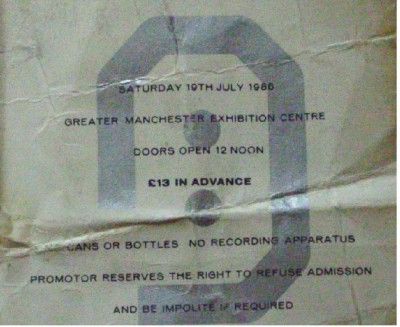 SATURDAY 19TH JULY 1986
GREATER MANCHESTER EXHIBITION CENTRE
DOORS OPEN 12 NOON
£13 IN ADVANCE
CANS OR BOTTLES NO RECORDING APPARATUS
PROMOTOR RESERVES THE RIGHT TO REFUSE ADMISSION
AND BE IMPOLITE IF REQUIRED